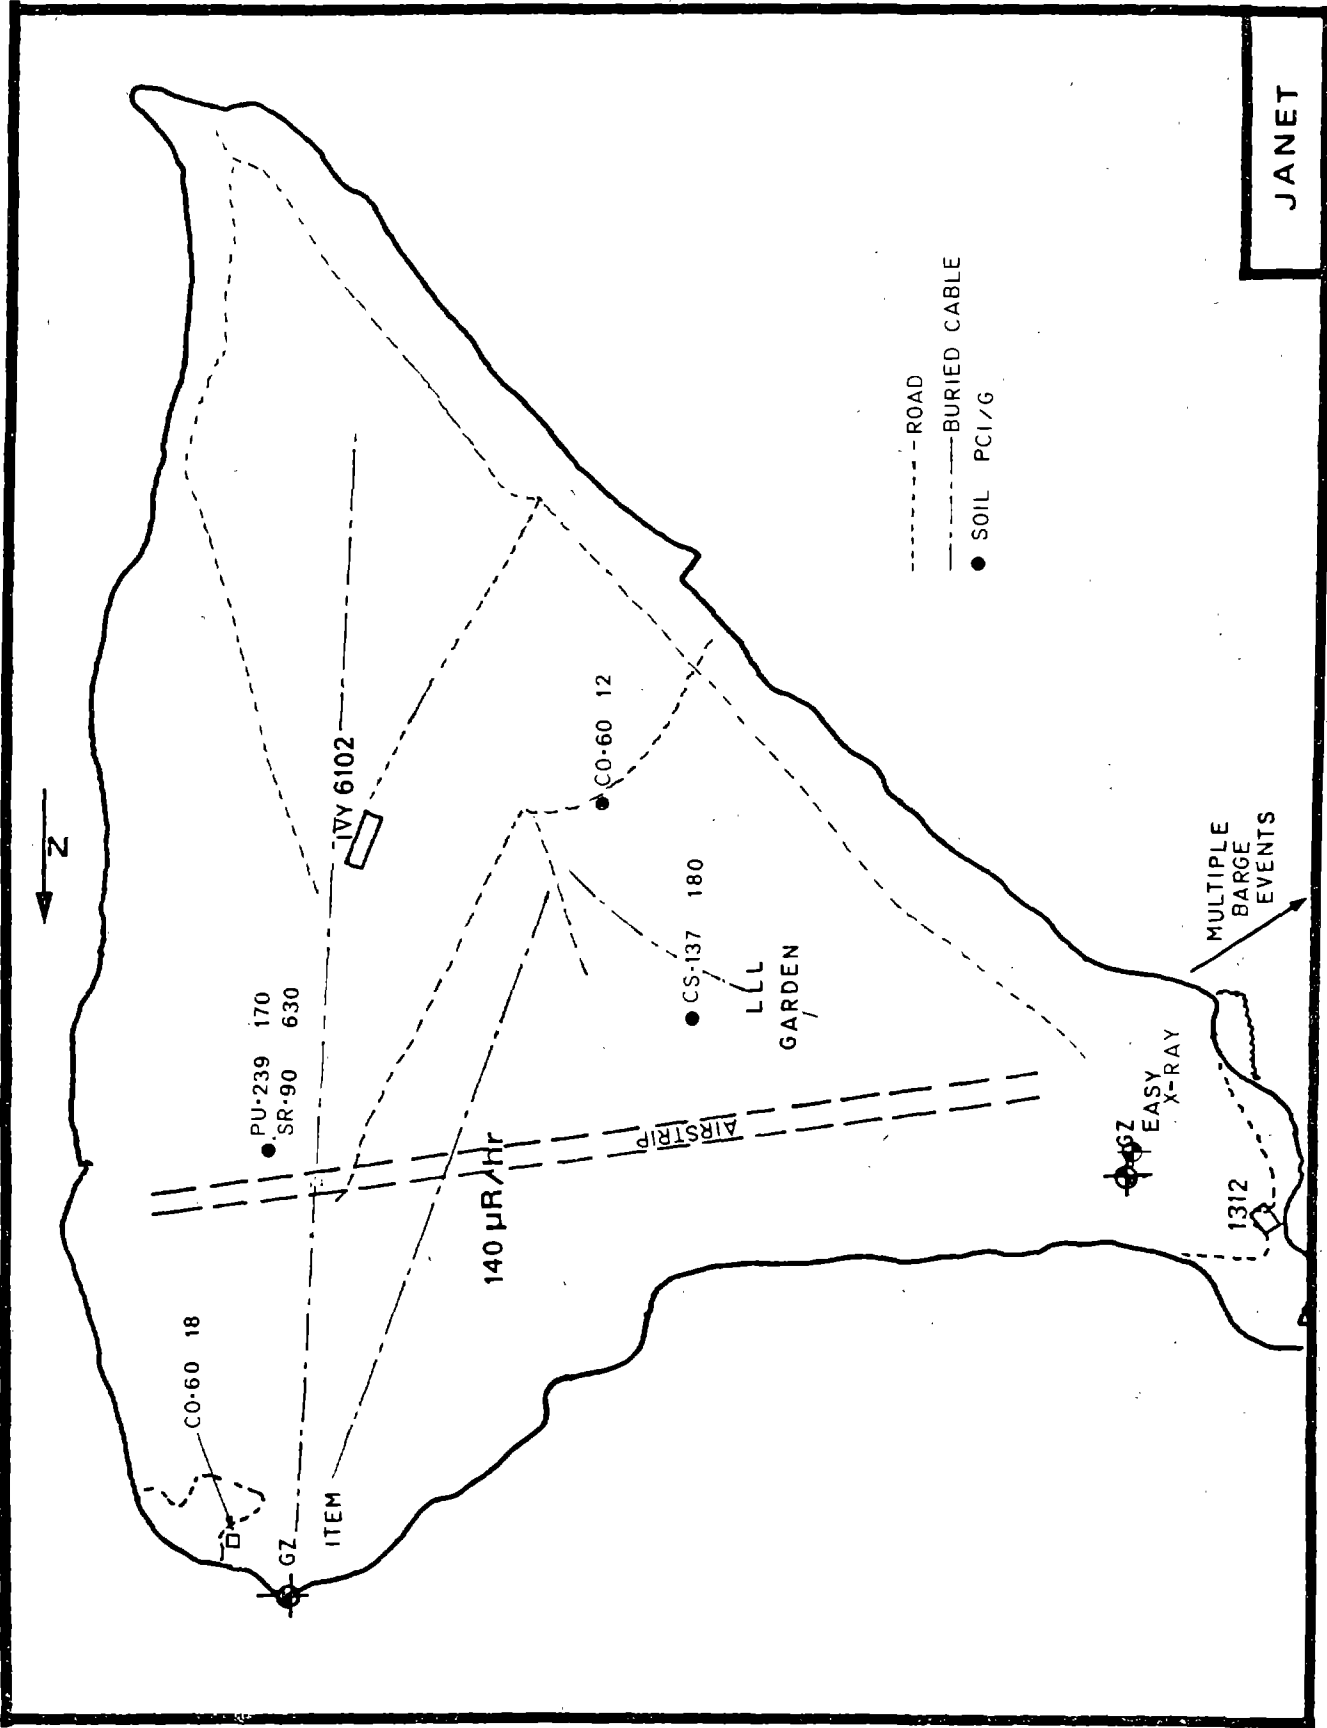 N
CO·60 18
PU·239 170
SR·90 630
IVY 6102
GZ
ITEM
140 µR/hr
CO·60 12
CS·137 180
LLL
GARDEN
AIRSTRIP
GZ
EASY
X-RAY
1312
MULTIPLE
BARGE
EVENTS
ROAD
BURIED CABLE
SOIL PCI/G
JANET